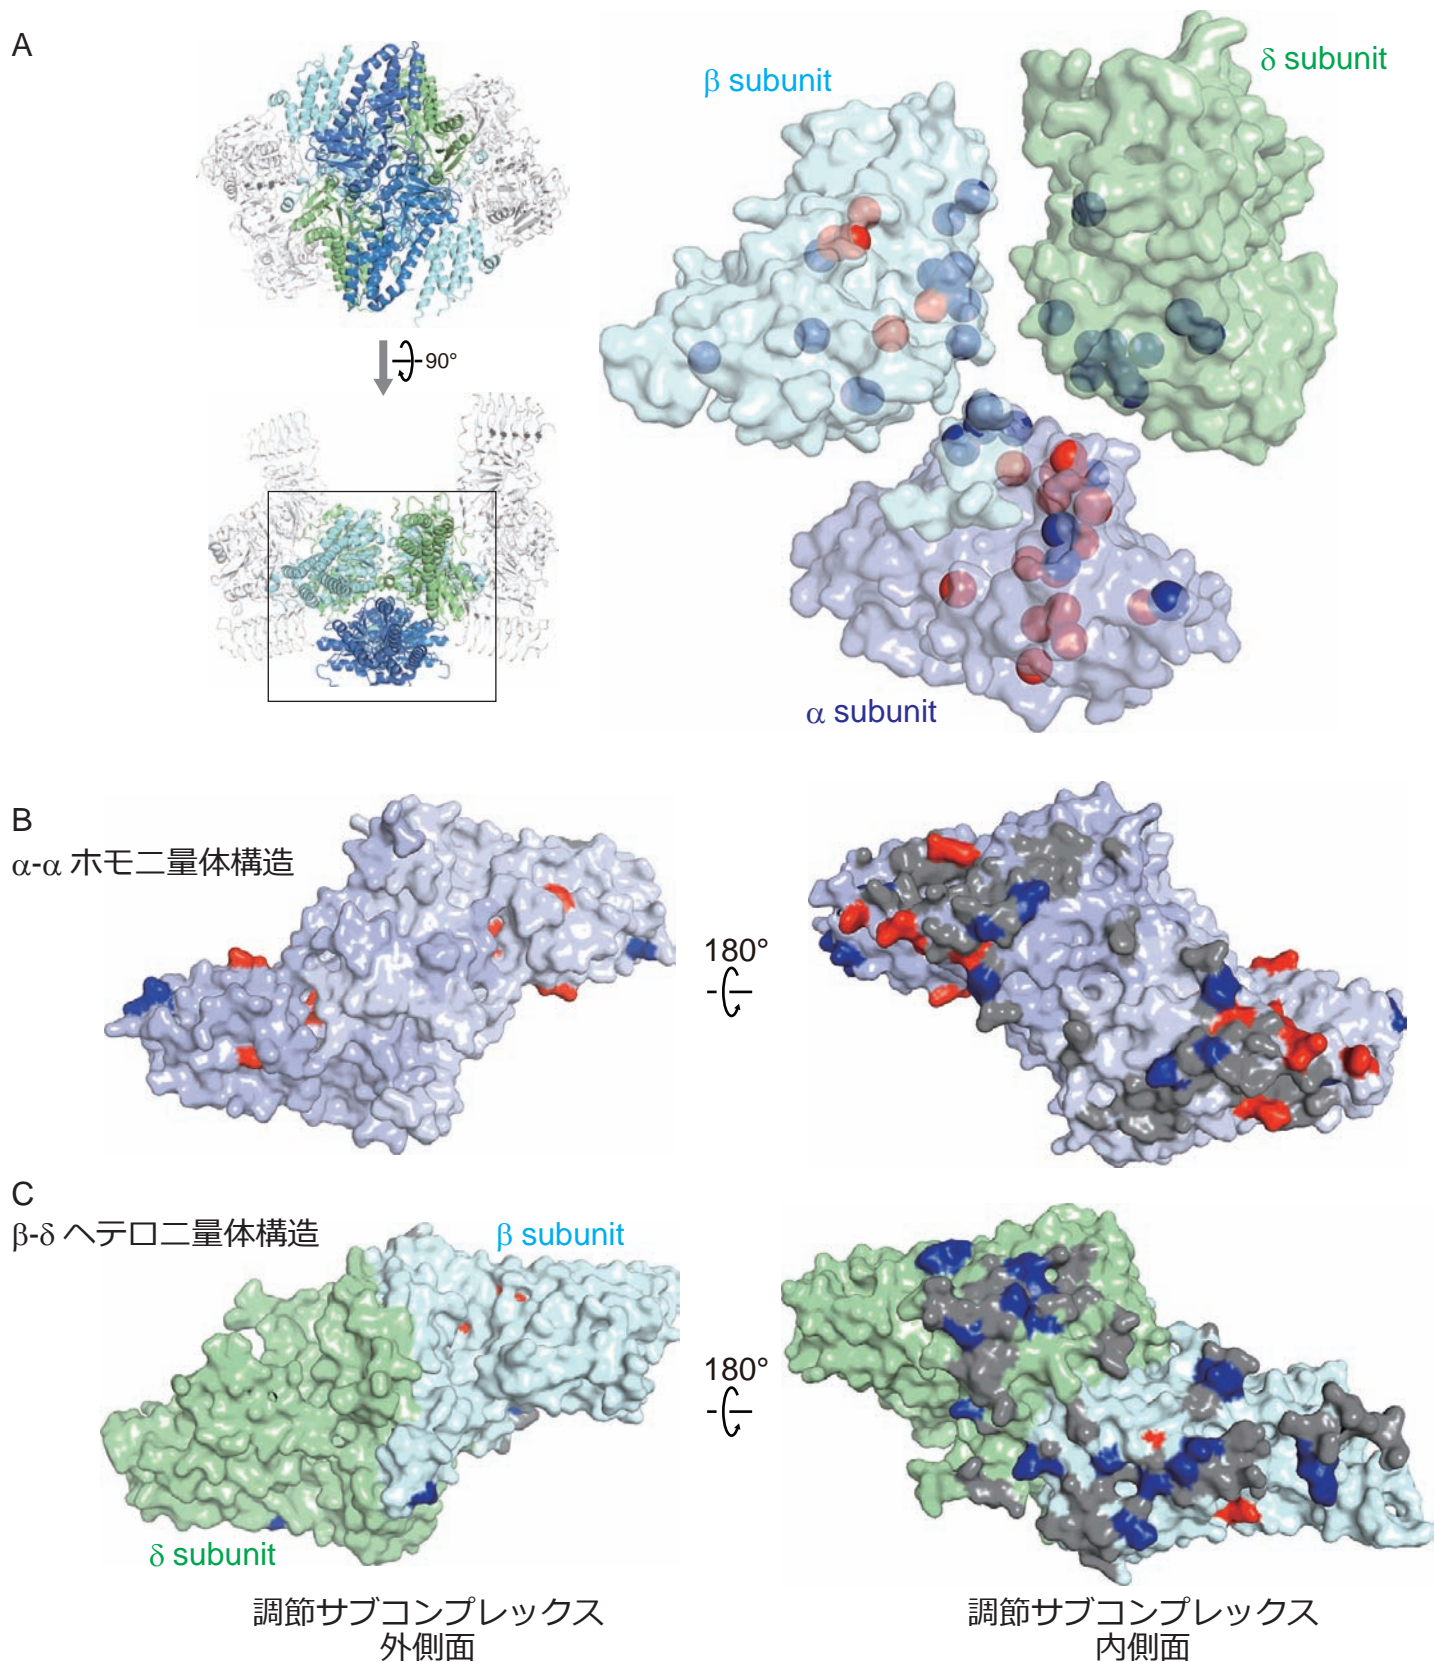 A
β subunit
δ subunit
90°
α subunit
B
α-α ホモ二量体構造
180°
C
β-δ ヘテロ二量体構造
β subunit
180°
δ subunit
調節サブコンプレックス
外側面
調節サブコンプレックス
内側面